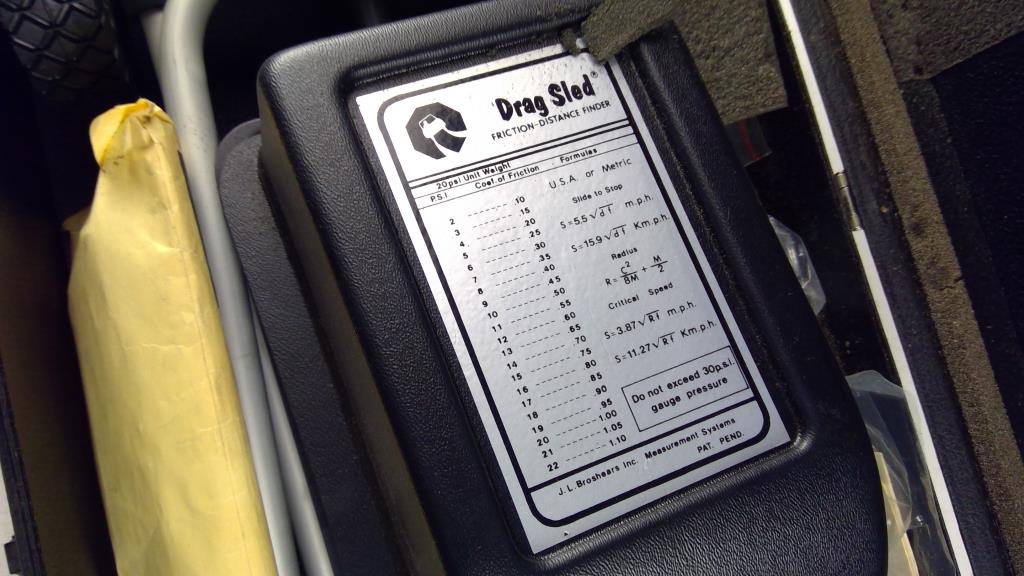 Drag Sled®
FRICTION-DISTANCE FINDER
20psi Unit Weight
P.S.I. Coef of Friction Formulas
2 .10 U.S.A. or Metric
3 .15
4 .20 Slide to Stop
5 .25 S=5.5√df m.p.h.
6 .30
7 .35 S=15.9√df Km.p.h.
8 .40
9 .45 Radius
10 .50 R= C²/8M + M/2
11 .55
12 .60 Critical Speed
13 .65
14 .70 S=3.87√Rf m.p.h.
15 .75
16 .80 S=11.27√Rf Km.p.h.
17 .85
18 .90
19 .95
20 1.00
21 1.05
22 1.10
Do not exceed 30p.s.i.
gauge pressure
J.L.Broshears Inc. Measurement Systems
PAT. PEND.